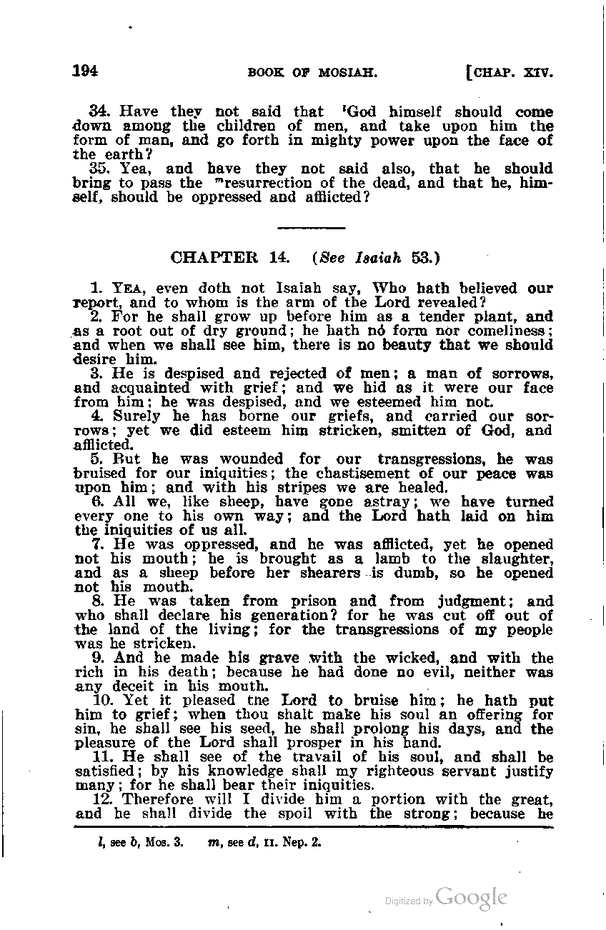 194 BOOK OF MOSIAH. [CHAP. XIV.
34. Have they not said that ˡGod himself should come
down among the children of men, and take upon him the
form of man, and go forth in mighty power upon the face of
the earth?
35. Yea, and have they not said also, that he should
bring to pass the ᵐresurrection of the dead, and that he, him-
self, should be oppressed and afflicted?
CHAPTER 14. (See Isaiah 53.)
1. YEA, even doth not Isaiah say, Who hath believed our
report, and to whom is the arm of the Lord revealed?
2. For he shall grow up before him as a tender plant, and
as a root out of dry ground; he hath no form nor comeliness;
and when we shall see him, there is no beauty that we should
desire him.
3. He is despised and rejected of men; a man of sorrows,
and acquainted with grief; and we hid as it were our face
from him; he was despised, and we esteemed him not.
4. Surely he has borne our griefs, and carried our sor-
rows; yet we did esteem him stricken, smitten of God, and
afflicted.
5. But he was wounded for our transgressions, he was
bruised for our iniquities; the chastisement of our peace was
upon him; and with his stripes we are healed.
6. All we, like sheep, have gone astray; we have turned
every one to his own way; and the Lord hath laid on him
the iniquities of us all.
7. He was oppressed, and he was afflicted, yet he opened
not his mouth; he is brought as a lamb to the slaughter,
and as a sheep before her shearers is dumb, so he opened
not his mouth.
8. He was taken from prison and from judgment; and
who shall declare his generation? for he was cut off out of
the land of the living; for the transgressions of my people
was he stricken.
9. And he made his grave with the wicked, and with the
rich in his death; because he had done no evil, neither was
any deceit in his mouth.
10. Yet it pleased the Lord to bruise him; he hath put
him to grief; when thou shalt make his soul an offering for
sin, he shall see his seed, he shall prolong his days, and the
pleasure of the Lord shall prosper in his hand.
11. He shall see of the travail of his soul, and shall be
satisfied; by his knowledge shall my righteous servant justify
many; for he shall bear their iniquities.
12. Therefore will I divide him a portion with the great,
and he shall divide the spoil with the strong; because he
l, see b, Mos. 3. m, see d, II. Nep. 2.
Digitized by Google